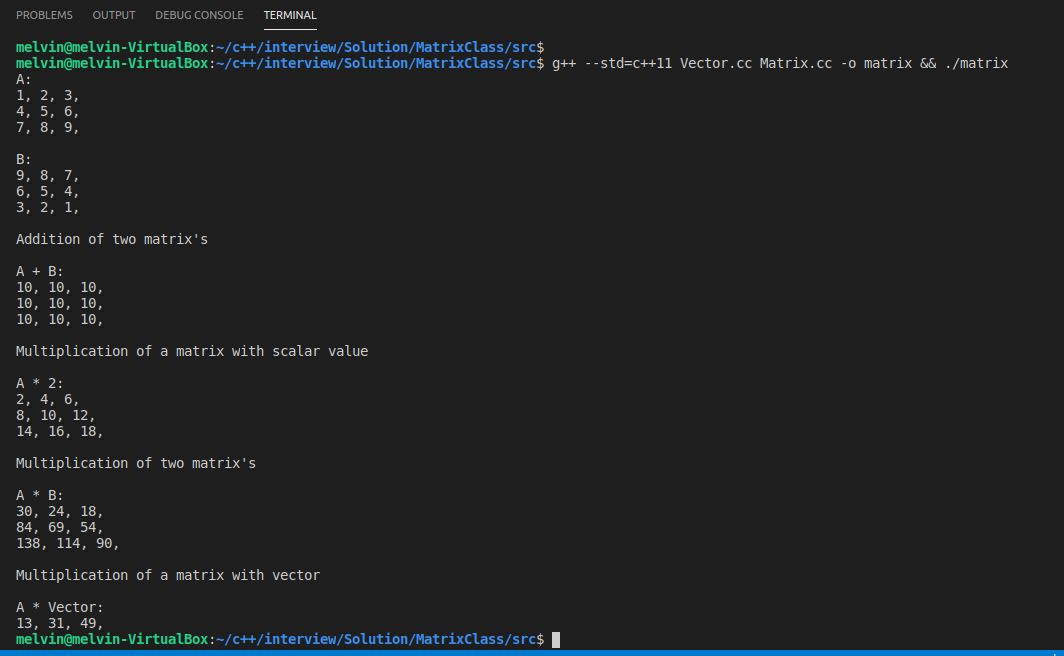 PROBLEMS OUTPUT DEBUG CONSOLE TERMINAL
melvin@melvin-VirtualBox:~/c++/interview/Solution/MatrixClass/src$
melvin@melvin-VirtualBox:~/c++/interview/Solution/MatrixClass/src$ g++ --std=c++11 Vector.cc Matrix.cc -o matrix && ./matrix
A:
1, 2, 3,
4, 5, 6,
7, 8, 9,
B:
9, 8, 7,
6, 5, 4,
3, 2, 1,
Addition of two matrix's
A + B:
10, 10, 10,
10, 10, 10,
10, 10, 10,
Multiplication of a matrix with scalar value
A * 2:
2, 4, 6,
8, 10, 12,
14, 16, 18,
Multiplication of two matrix's
A * B:
30, 24, 18,
84, 69, 54,
138, 114, 90,
Multiplication of a matrix with vector
A * Vector:
13, 31, 49,
melvin@melvin-VirtualBox:~/c++/interview/Solution/MatrixClass/src$